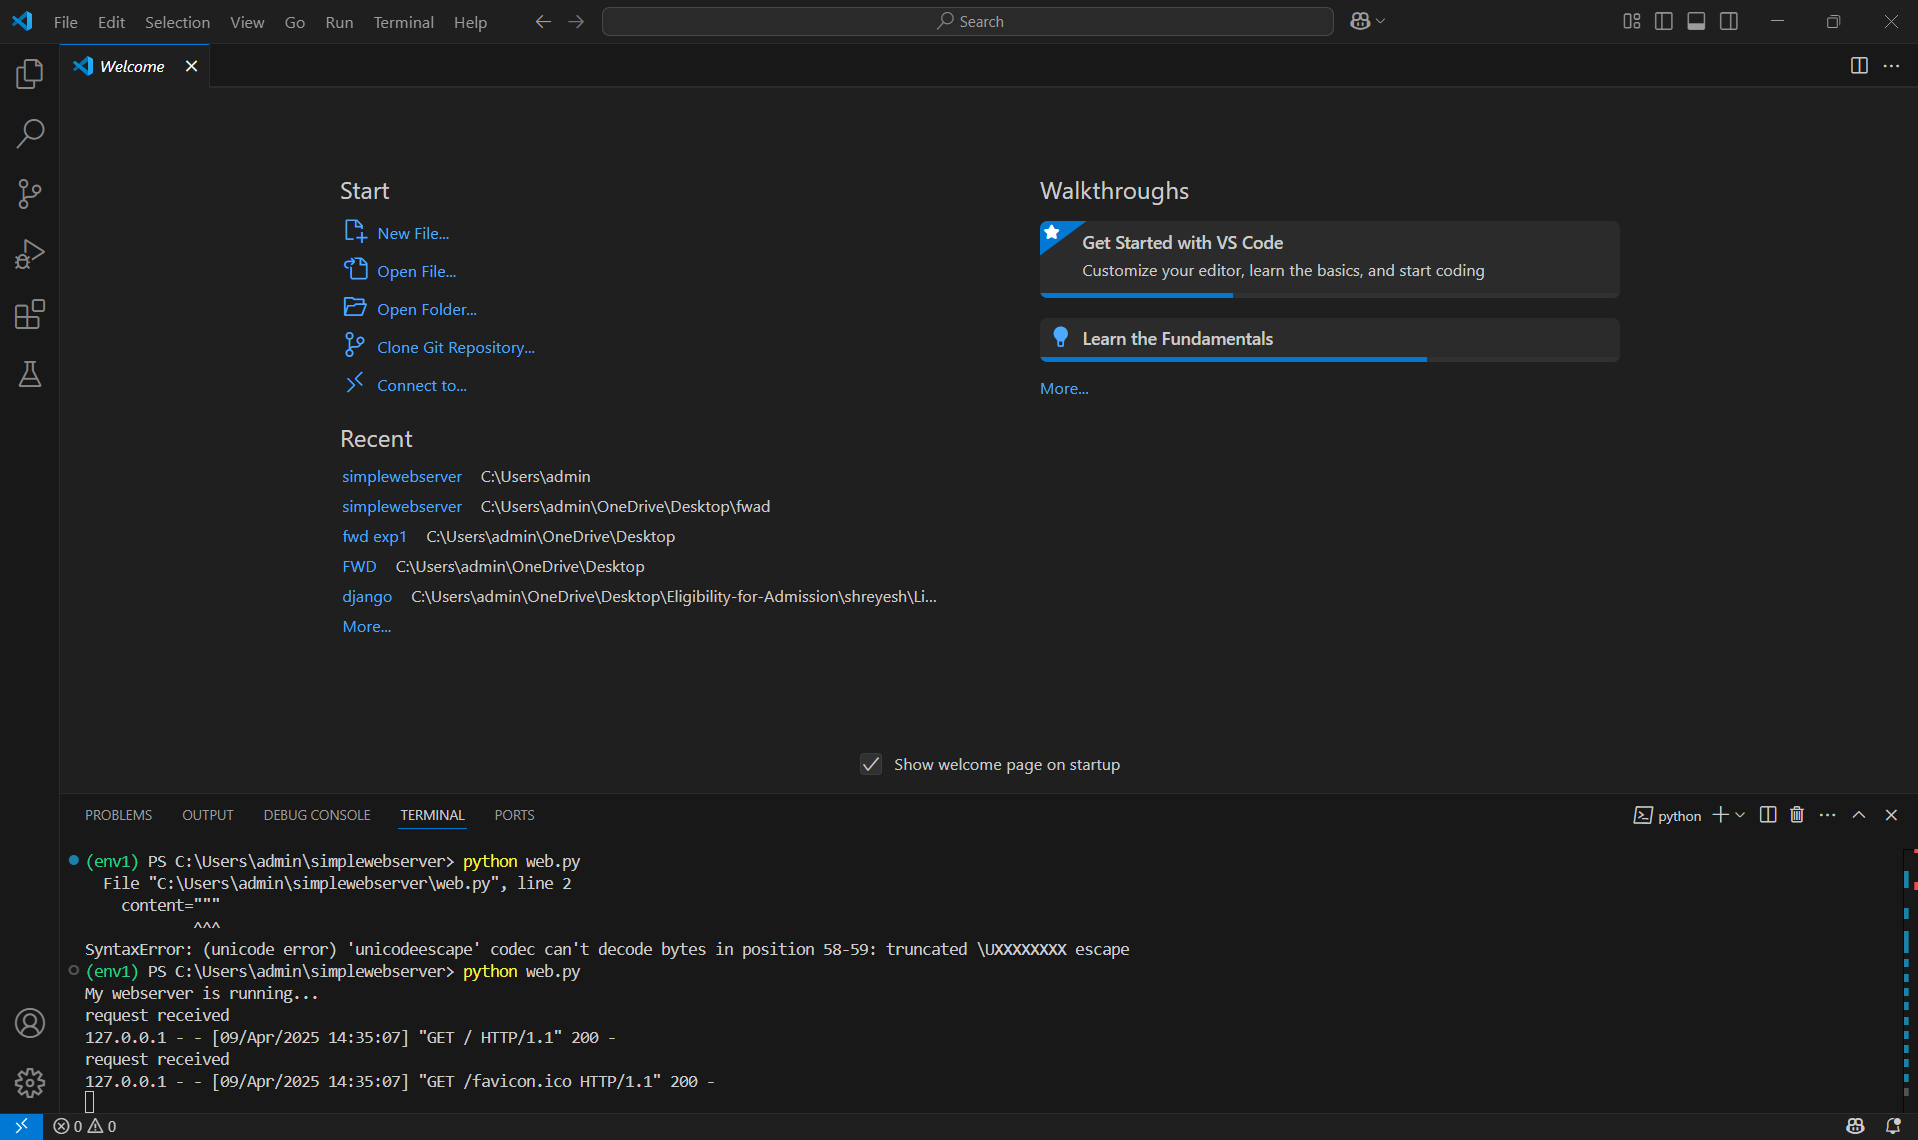 File Edit Selection View Go Run Terminal Help Search
Welcome
Start
New File...
Open File...
Open Folder...
Clone Git Repository...
Connect to...
Recent
simplewebserver C:\Users\admin
simplewebserver C:\Users\admin\OneDrive\Desktop\fwad
fwd exp1 C:\Users\admin\OneDrive\Desktop
FWD C:\Users\admin\OneDrive\Desktop
django C:\Users\admin\OneDrive\Desktop\Eligibility-for-Admission\shreyesh\Li...
More...
Walkthroughs
Get Started with VS Code
Customize your editor, learn the basics, and start coding
Learn the Fundamentals
More...
Show welcome page on startup
PROBLEMS OUTPUT DEBUG CONSOLE TERMINAL PORTS python
(env1) PS C:\Users\admin\simplewebserver> python web.py
File "C:\Users\admin\simplewebserver\web.py", line 2
content="""
^^^
SyntaxError: (unicode error) 'unicodeescape' codec can't decode bytes in position 58-59: truncated \UXXXXXXXX escape
(env1) PS C:\Users\admin\simplewebserver> python web.py
My webserver is running...
request received
127.0.0.1 - - [09/Apr/2025 14:35:07] "GET / HTTP/1.1" 200 -
request received
127.0.0.1 - - [09/Apr/2025 14:35:07] "GET /favicon.ico HTTP/1.1" 200 -
0 0